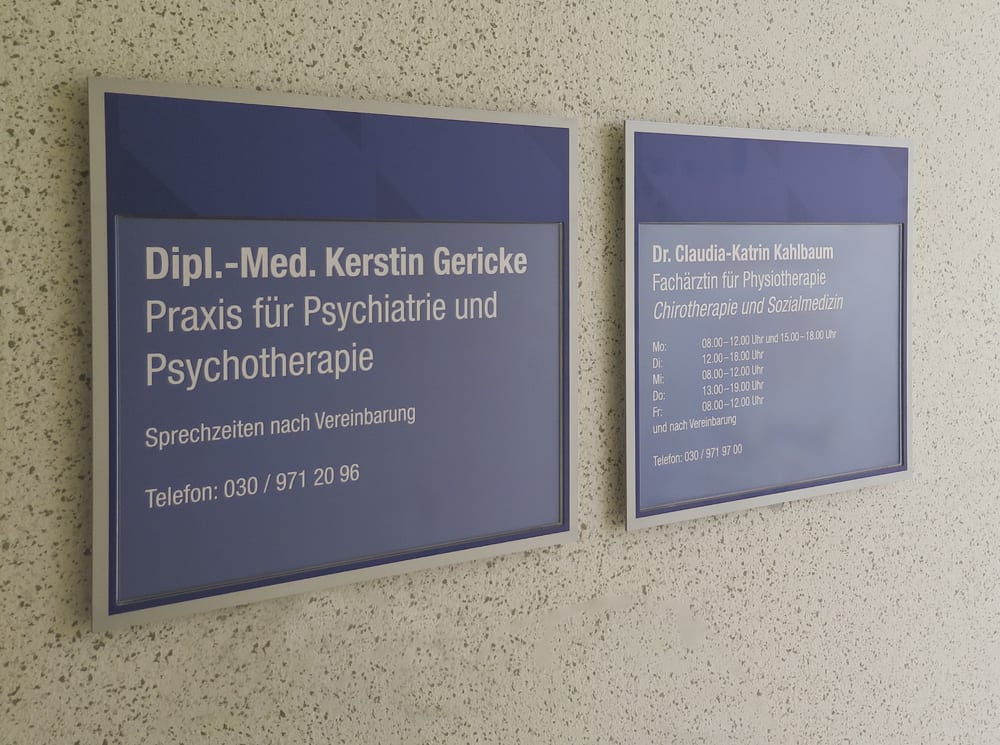 Dipl.-Med. Kerstin Gericke
Praxis für Psychiatrie und
Psychotherapie
Sprechzeiten nach Vereinbarung
Telefon: 030 / 971 20 96
Dr. Claudia-Katrin Kahlbaum
Fachärztin für Physiotherapie
Chirotherapie und Sozialmedizin
Mo: 08.00–12.00 Uhr und 15.00–18.00 Uhr
Di: 12.00–18.00 Uhr
Mi: 08.00–12.00 Uhr
Do: 13.00–19.00 Uhr
Fr: 08.00–12.00 Uhr
und nach Vereinbarung
Telefon: 030 / 971 97 00